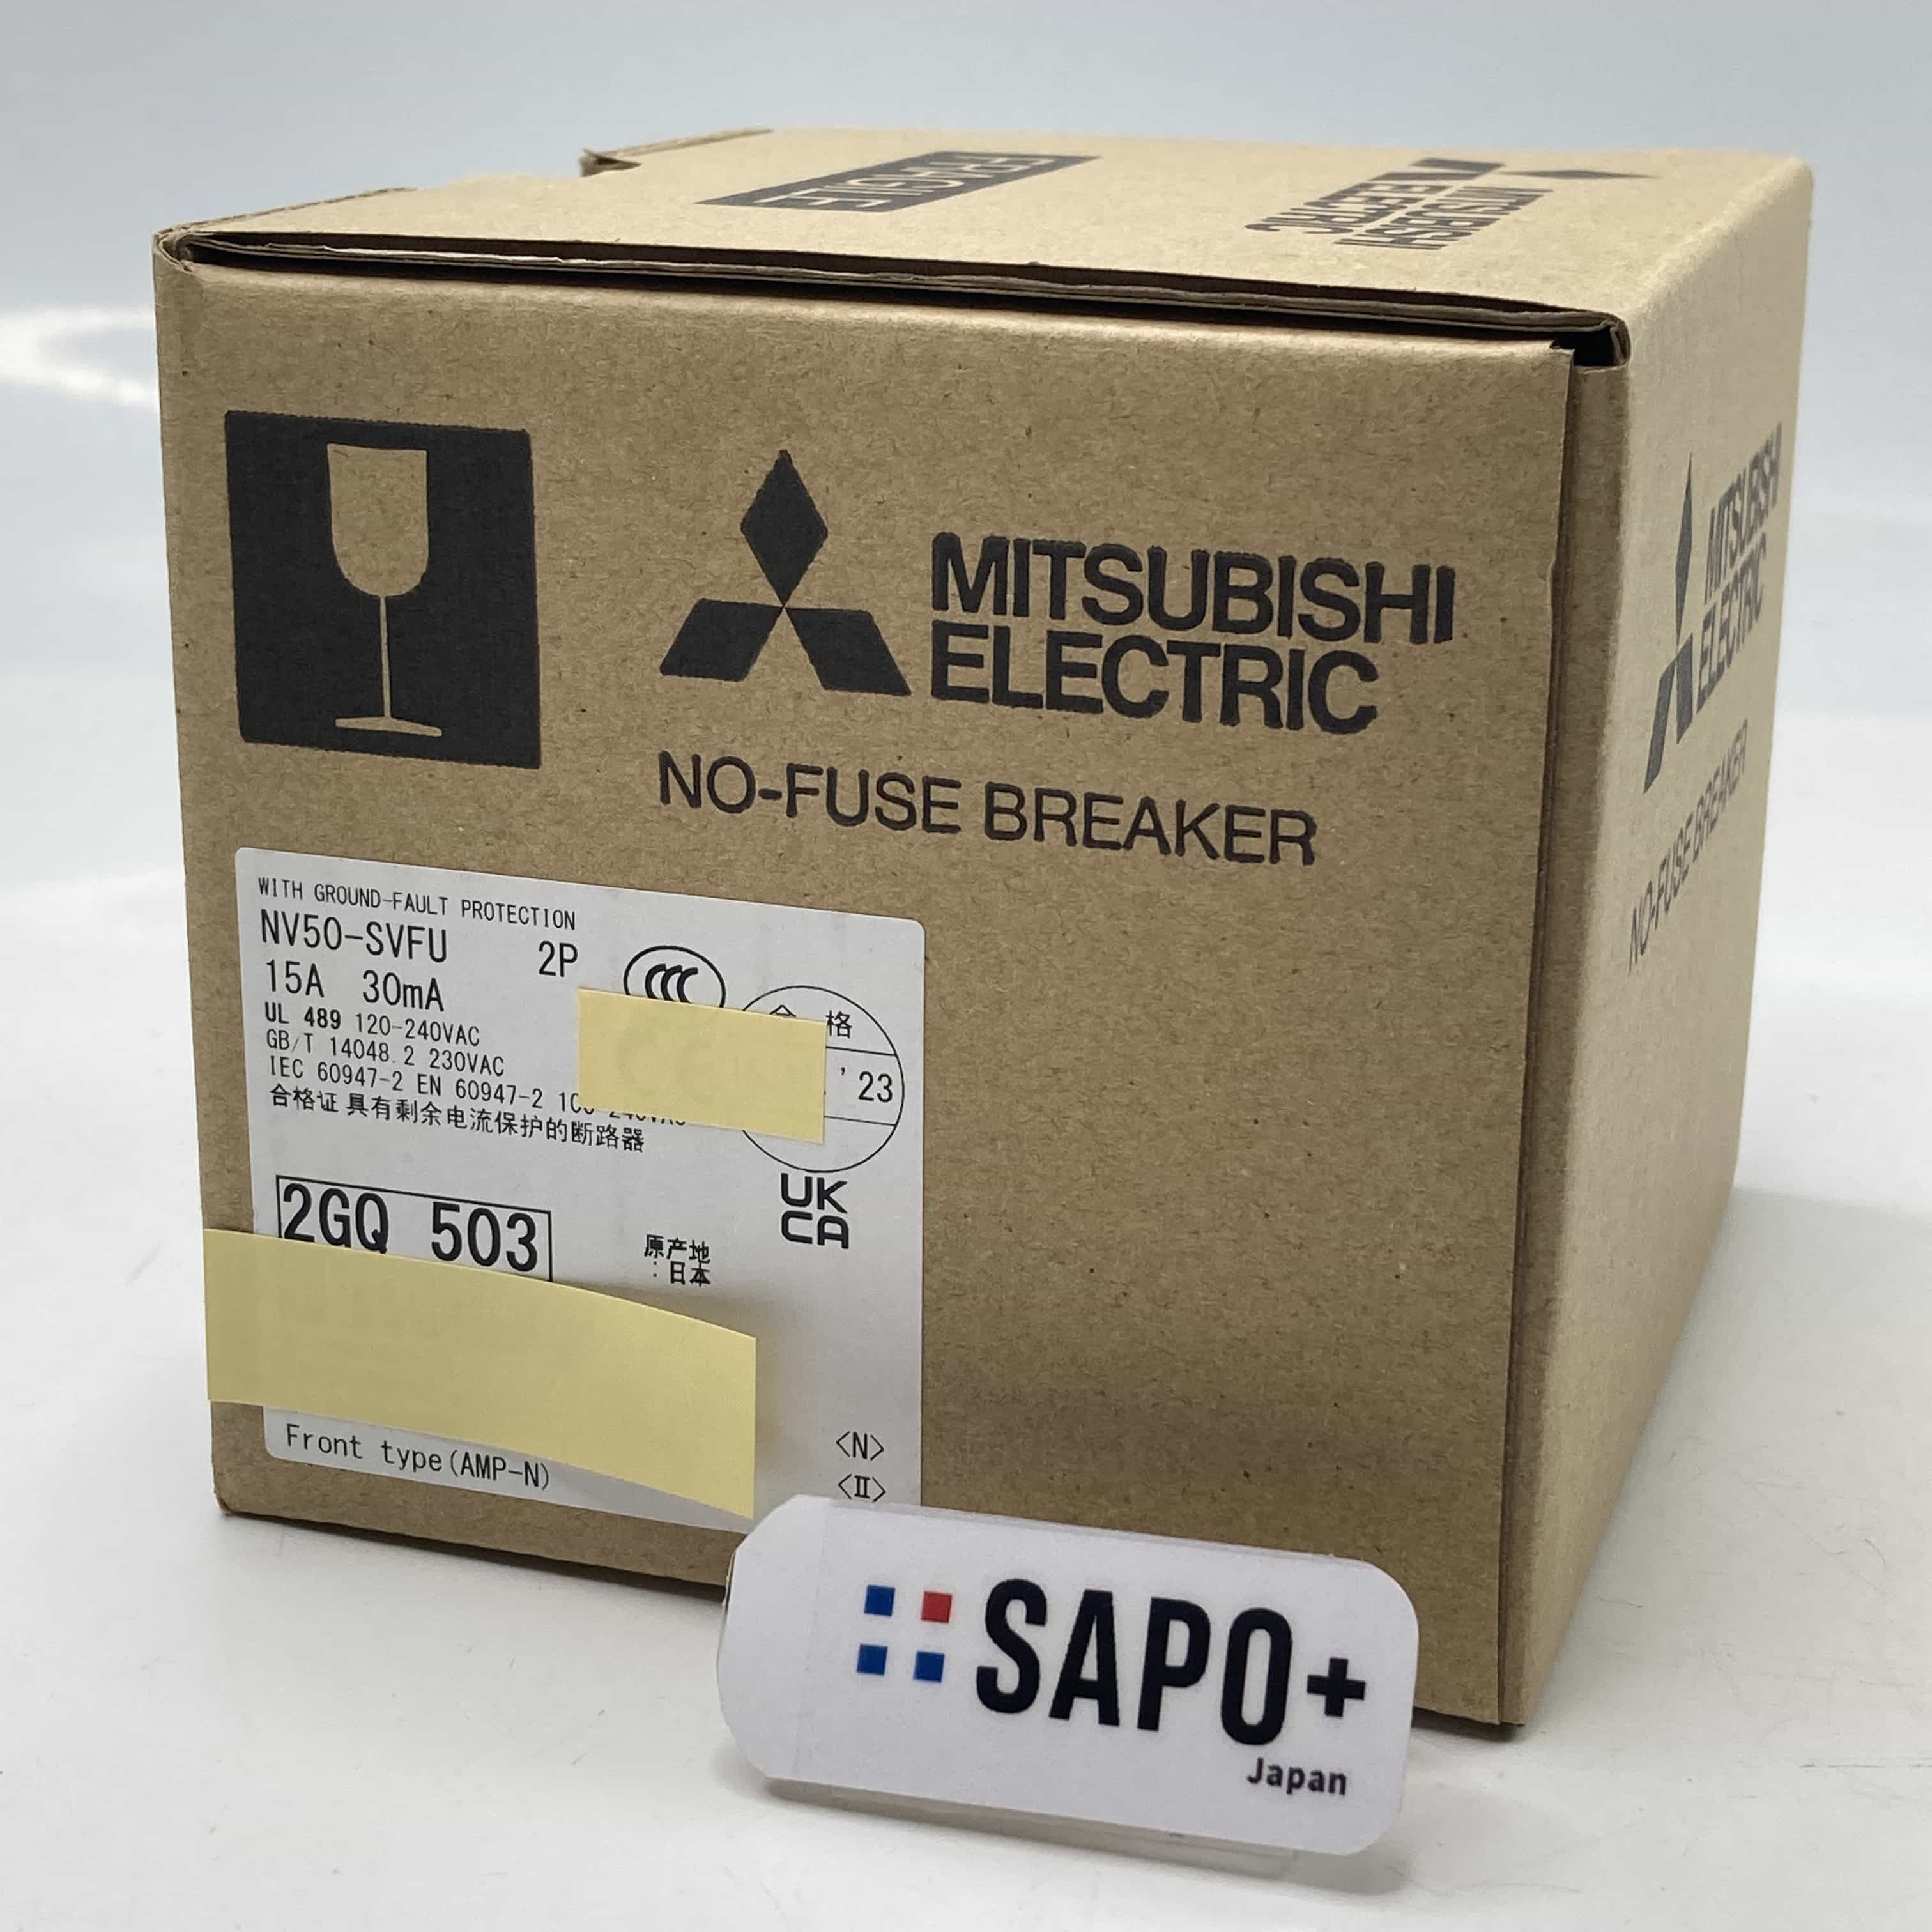 FRAGILE
MITSUBISHI
ELECTRIC
MITSUBISHI
ELECTRIC
NO-FUSE BREAKER
MITSUBISHI
ELECTRIC
NO-FUSE BREAKER
WITH GROUND-FAULT PROTECTION
NV50-SVFU 2P
15A 30mA
UL 489 120-240VAC
GB/T 14048.2 230VAC
IEC 60947-2 EN 60947-2
合格证 具有剩余电流保护的断路器
CCC
格
'23
UK
CA
2GQ 503
原产地
:日本
Front type(AMP-N)
<N>
<II>
SAPO+
Japan